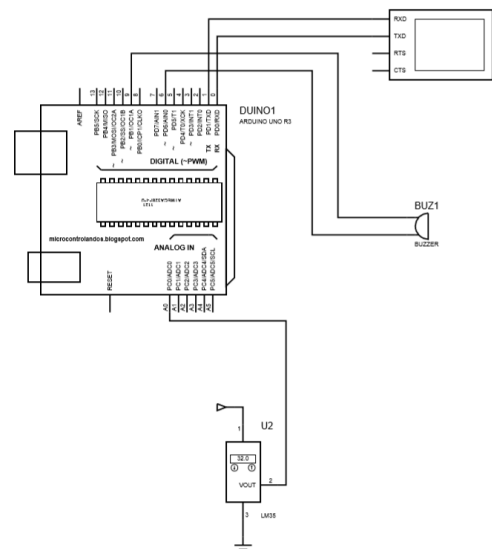 RXD
TXD
RTS
CTS
13
12
11
10
9
8
7
6
5
4
3
2
1
0
AREF
PB5/SCK
PB4/MISO
~ PB3/MOSI/OC2A
~ PB2/SS/OC1B
~ PB1/OC1A
PB0/ICP1/CLKO
PD7/AIN1
~ PD6/AIN0
~ PD5/T1
PD4/T0/XCK
~ PD3/INT1
PD2/INT0
TX PD1/TXD
RX PD0/RXD
DUINO1
ARDUINO UNO R3
DIGITAL (~PWM)
1121
microcontrolandos.blogspot.com
ANALOG IN
RESET
PC0/ADC0
PC1/ADC1
PC2/ADC2
PC3/ADC3
PC4/ADC4/SDA
PC5/ADC5/SCL
A0
A1
A2
A3
A4
A5
BUZ1
BUZZER
U2
1
32.0
VOUT
2
3
LM35